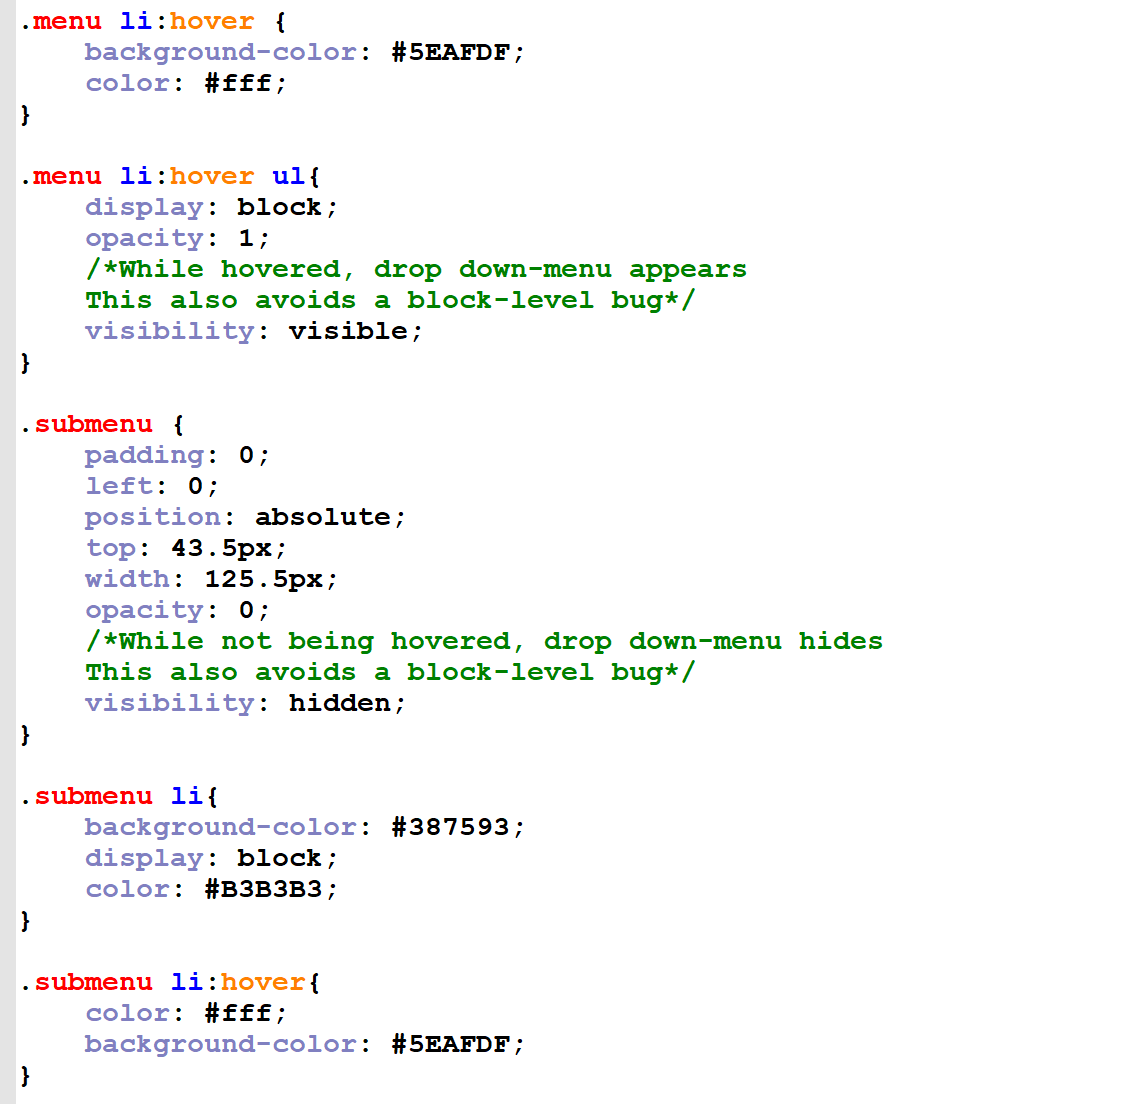 .menu li:hover {
    background-color: #5EAFDF;
    color: #fff;
}

.menu li:hover ul{
    display: block;
    opacity: 1;
    /*While hovered, drop down-menu appears
    This also avoids a block-level bug*/
    visibility: visible;
}

.submenu {
    padding: 0;
    left: 0;
    position: absolute;
    top: 43.5px;
    width: 125.5px;
    opacity: 0;
    /*While not being hovered, drop down-menu hides
    This also avoids a block-level bug*/
    visibility: hidden;
}

.submenu li{
    background-color: #387593;
    display: block;
    color: #B3B3B3;
}

.submenu li:hover{
    color: #fff;
    background-color: #5EAFDF;
}